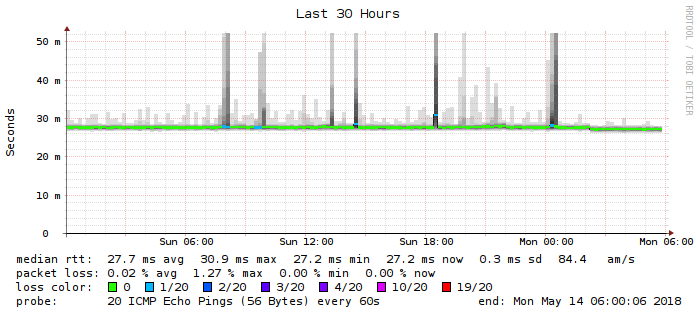 Last 30 Hours
RRDTOOL / TOBI OETIKER
Seconds
50 m
40 m
30 m
20 m
10 m
0
Sun 06:00 Sun 12:00 Sun 18:00 Mon 00:00 Mon 06:00
median rtt: 27.7 ms avg 30.9 ms max 27.2 ms min 27.2 ms now 0.3 ms sd 84.4 am/s
packet loss: 0.02 % avg 1.27 % max 0.00 % min 0.00 % now
loss color: 0 1/20 2/20 3/20 4/20 10/20 19/20
probe: 20 ICMP Echo Pings (56 Bytes) every 60s end: Mon May 14 06:00:06 2018